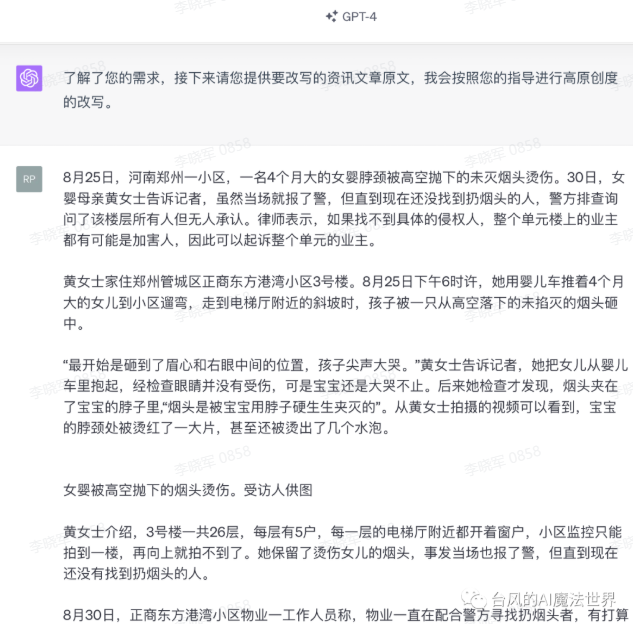 GPT-4
了解了您的需求，接下来请您提供要改写的资讯文章原文，我会按照您的指导进行高原创度
的改写。
RP
8月25日，河南郑州一小区，一名4个月大的女婴脖颈被高空抛下的未灭烟头烫伤。30日，女
婴母亲黄女士告诉记者，虽然当场就报了警，但直到现在还没找到扔烟头的人，警方排查询
问了该楼层所有人但无人承认。律师表示，如果找不到具体的侵权人，整个单元楼上的业主
都有可能是加害人，因此可以起诉整个单元的业主。
黄女士家住郑州管城区正商东方港湾小区3号楼。8月25日下午6时许，她用婴儿车推着4个月
大的女儿到小区遛弯，走到电梯厅附近的斜坡时，孩子被一只从高空落下的未掐灭的烟头砸
中。
“最开始是砸到了眉心和右眼中间的位置，孩子尖声大哭。”黄女士告诉记者，她把女儿从婴儿
车里抱起，经检查眼睛并没有受伤，可是宝宝还是大哭不止。后来她检查才发现，烟头夹在
了宝宝的脖子里,“烟头是被宝宝用脖子硬生生夹灭的”。从黄女士拍摄的视频可以看到，宝宝
的脖颈处被烫红了一大片，甚至还被烫出了几个水泡。
女婴被高空抛下的烟头烫伤。受访人供图
黄女士介绍，3号楼一共26层，每层有5户，每一层的电梯厅附近都开着窗户，小区监控只能
拍到一楼，再向上就拍不到了。她保留了烫伤女儿的烟头，事发当场也报了警，但直到现在
还没有找到扔烟头的人。
台风的AI魔法世界
8月30日，正商东方港湾小区物业一工作人员称，物业一直在配合警方寻找扔烟头者，有打算
李晓军 0858